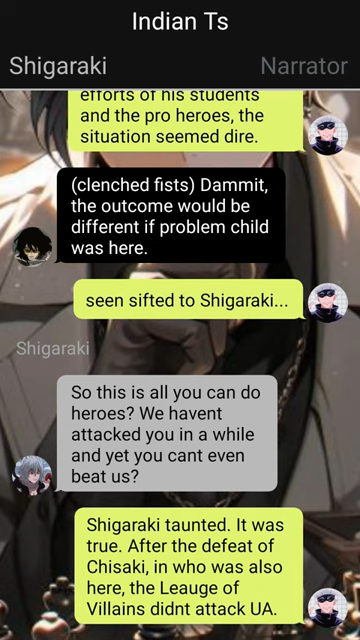 Indian Ts
Shigaraki
Narrator
efforts of his students
and the pro heroes, the
situation seemed dire.
(clenched fists) Dammit,
the outcome would be
different if problem child
was here.
seen sifted to Shigaraki...
Shigaraki
So this is all you can do
heroes? We havent
attacked you in a while
and yet you cant even
beat us?
Shigaraki taunted. It was
true. After the defeat of
Chisaki, in who was also
here, the Leauge of
Villains didnt attack UA.